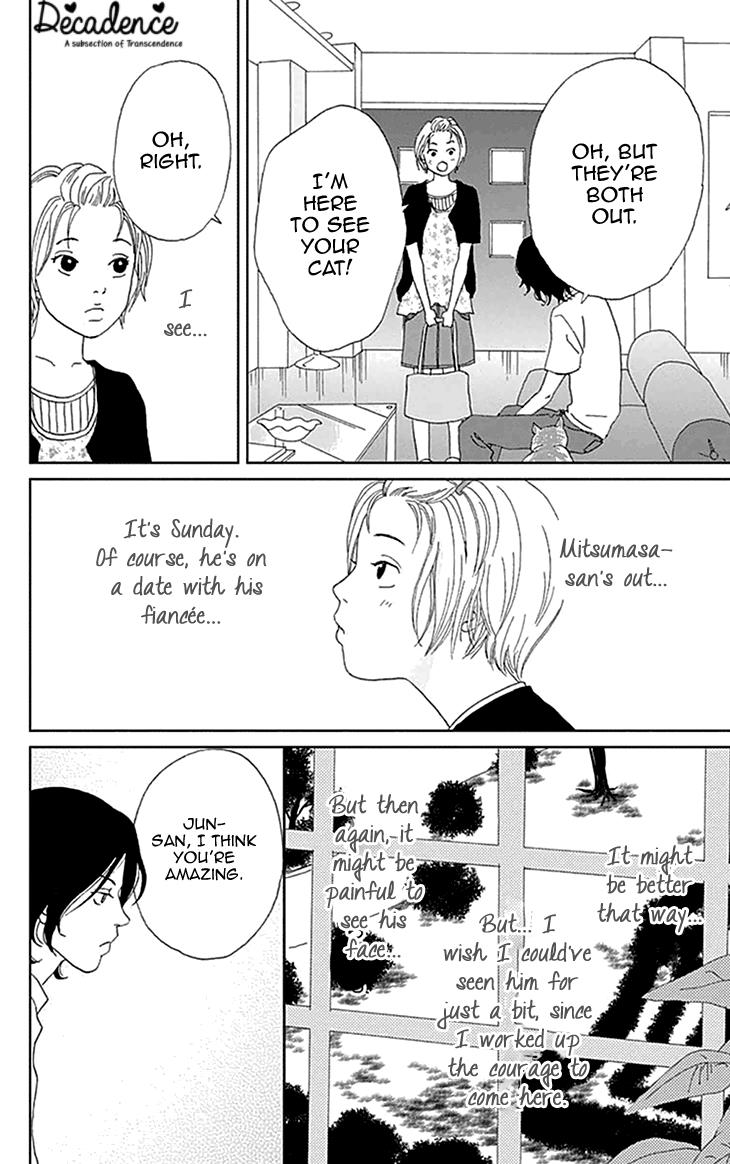 Decadence
A subsection of Transcendence
OH, BUT
THEY'RE
BOTH
OUT.
I'M
HERE
TO SEE
YOUR
CAT!
OH,
RIGHT.
I
see...
Mitsumasa-
san's out...
It's Sunday.
Of course, he's on
a date with his
fiancée...
It might
be better
that way...
But... I
wish I could've
seen him for
just a bit, since
I worked up
the courage to
come here.
But then
again, it
might be
painful to
see his
face...
JUN-
SAN, I THINK
YOU'RE
AMAZING.